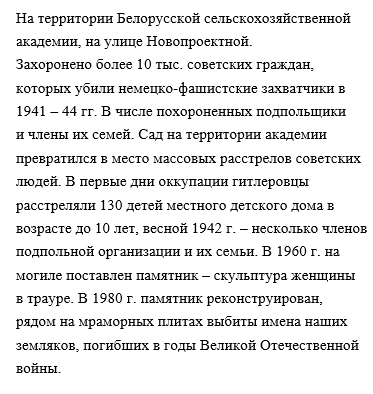 На территории Белорусской сельскохозяйственной
академии, на улице Новопроектной.
Захоронено более 10 тыс. советских граждан,
которых убили немецко-фашистские захватчики в
1941 – 44 гг. В числе похороненных подпольщики
и члены их семей. Сад на территории академии
превратился в место массовых расстрелов советских
людей. В первые дни оккупации гитлеровцы
расстреляли 130 детей местного детского дома в
возрасте до 10 лет, весной 1942 г. – несколько членов
подпольной организации и их семьи. В 1960 г. на
могиле поставлен памятник – скульптура женщины
в трауре. В 1980 г. памятник реконструирован,
рядом на мраморных плитах выбиты имена наших
земляков, погибших в годы Великой Отечественной
войны.